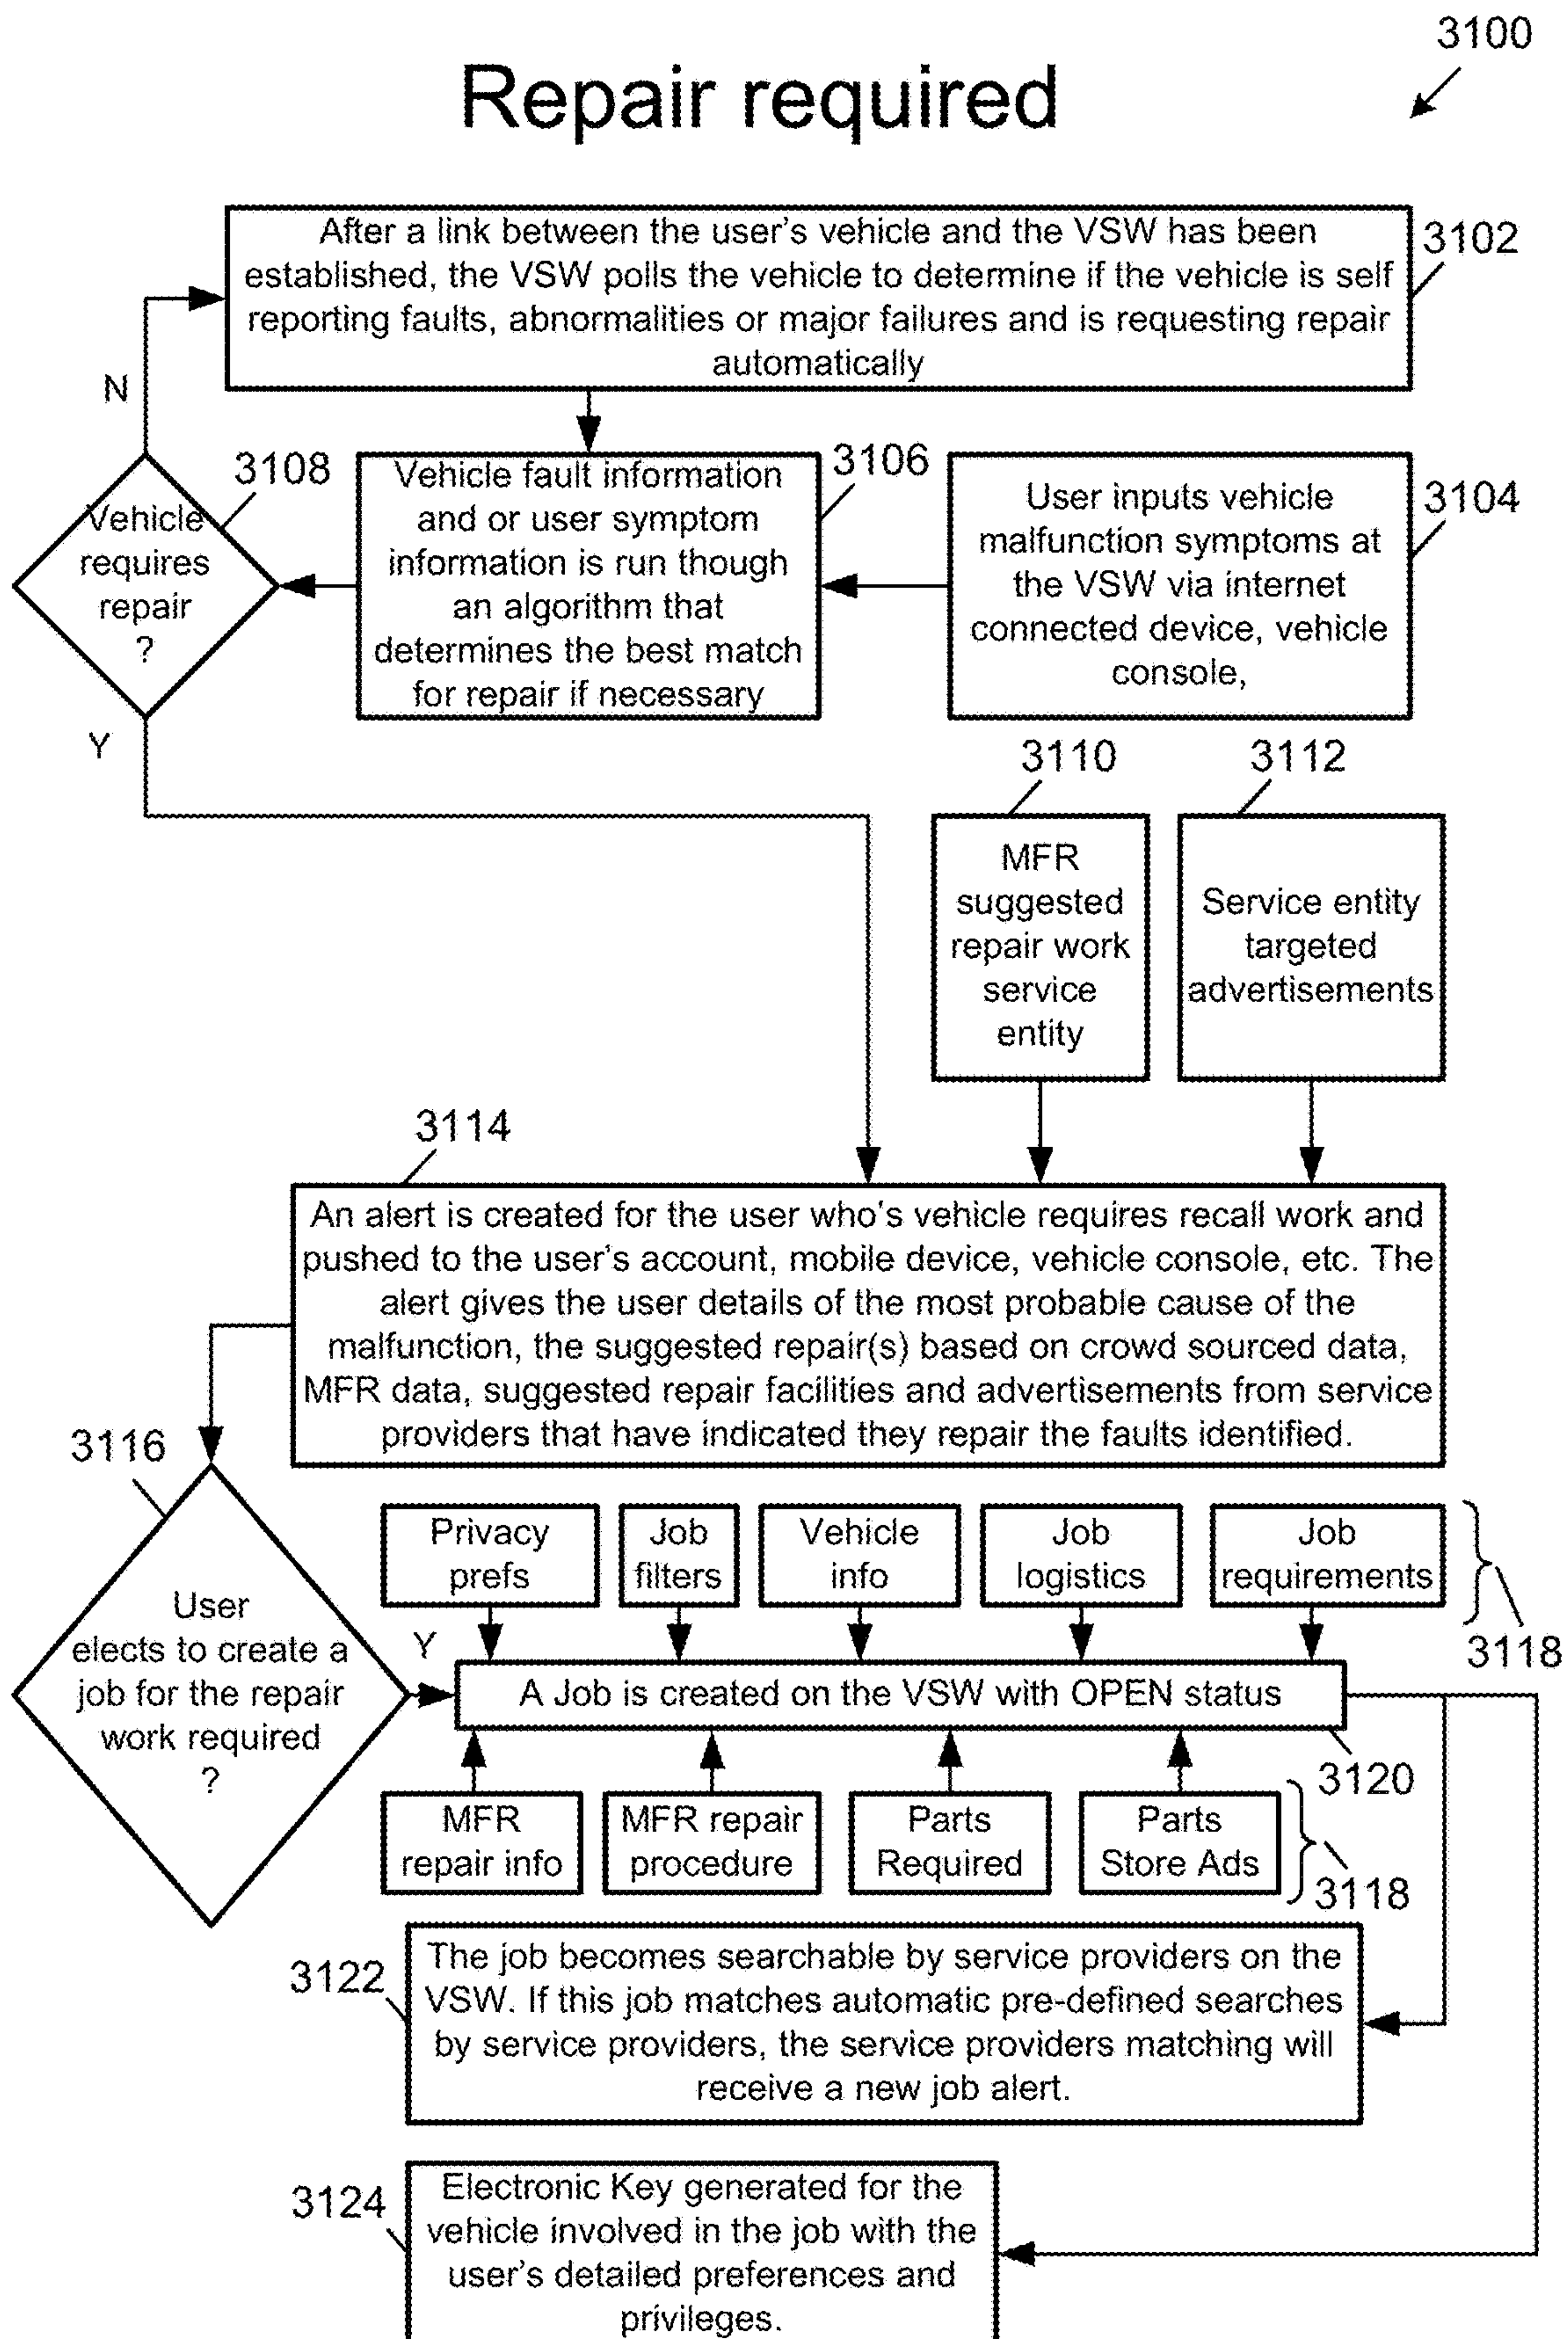 3100
Repair required
After a link between the user's vehicle and the VSW has been
established, the VSW polls the vehicle to determine if the vehicle is self
reporting faults, abnormalities or major failures and is requesting repair
automatically
3102
N
3108
Vehicle
requires
repair
?
Y
Vehicle fault information
and or user symptom
information is run though
an algorithm that
determines the best match
for repair if necessary
3106
User inputs vehicle
malfunction symptoms at
the VSW via internet
connected device, vehicle
console,
3104
3110
MFR
suggested
repair work
service
entity
3112
Service entity
targeted
advertisements
3114
An alert is created for the user who's vehicle requires recall work and
pushed to the user's account, mobile device, vehicle console, etc. The
alert gives the user details of the most probable cause of the
malfunction, the suggested repair(s) based on crowd sourced data,
MFR data, suggested repair facilities and advertisements from service
providers that have indicated they repair the faults identified.
3116
User
elects to create a
job for the repair
work required
?
Y
Privacy
prefs
Job
filters
Vehicle
info
Job
logistics
Job
requirements
3118
A Job is created on the VSW with OPEN status
3120
MFR
repair info
MFR repair
procedure
Parts
Required
Parts
Store Ads
3118
3122
The job becomes searchable by service providers on the
VSW. If this job matches automatic pre-defined searches
by service providers, the service providers matching will
receive a new job alert.
3124
Electronic Key generated for the
vehicle involved in the job with the
user's detailed preferences and
privileges.